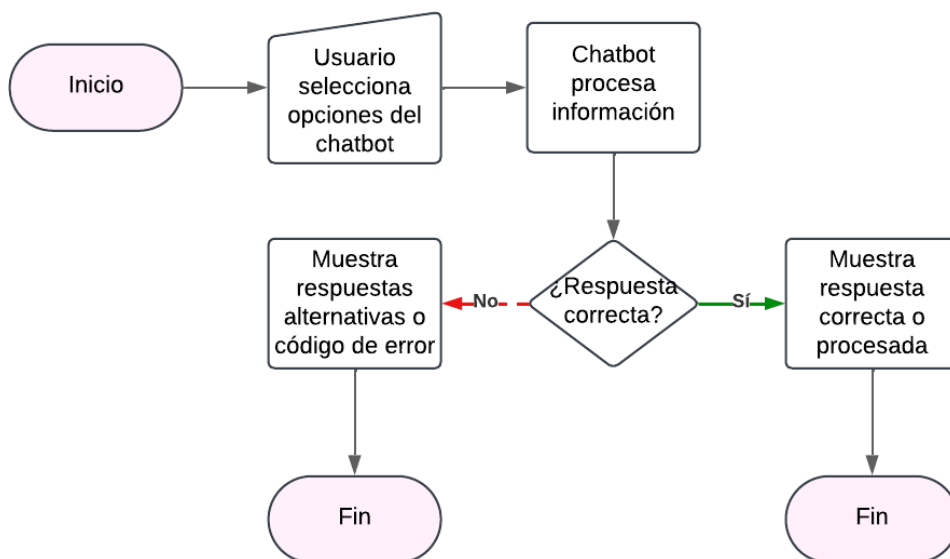 Inicio
Usuario
selecciona
opciones del
chatbot
Chatbot
procesa
información
¿Respuesta
correcta?
No
Sí
Muestra
respuestas
alternativas o
código de error
Muestra
respuesta
correcta o
procesada
Fin
Fin